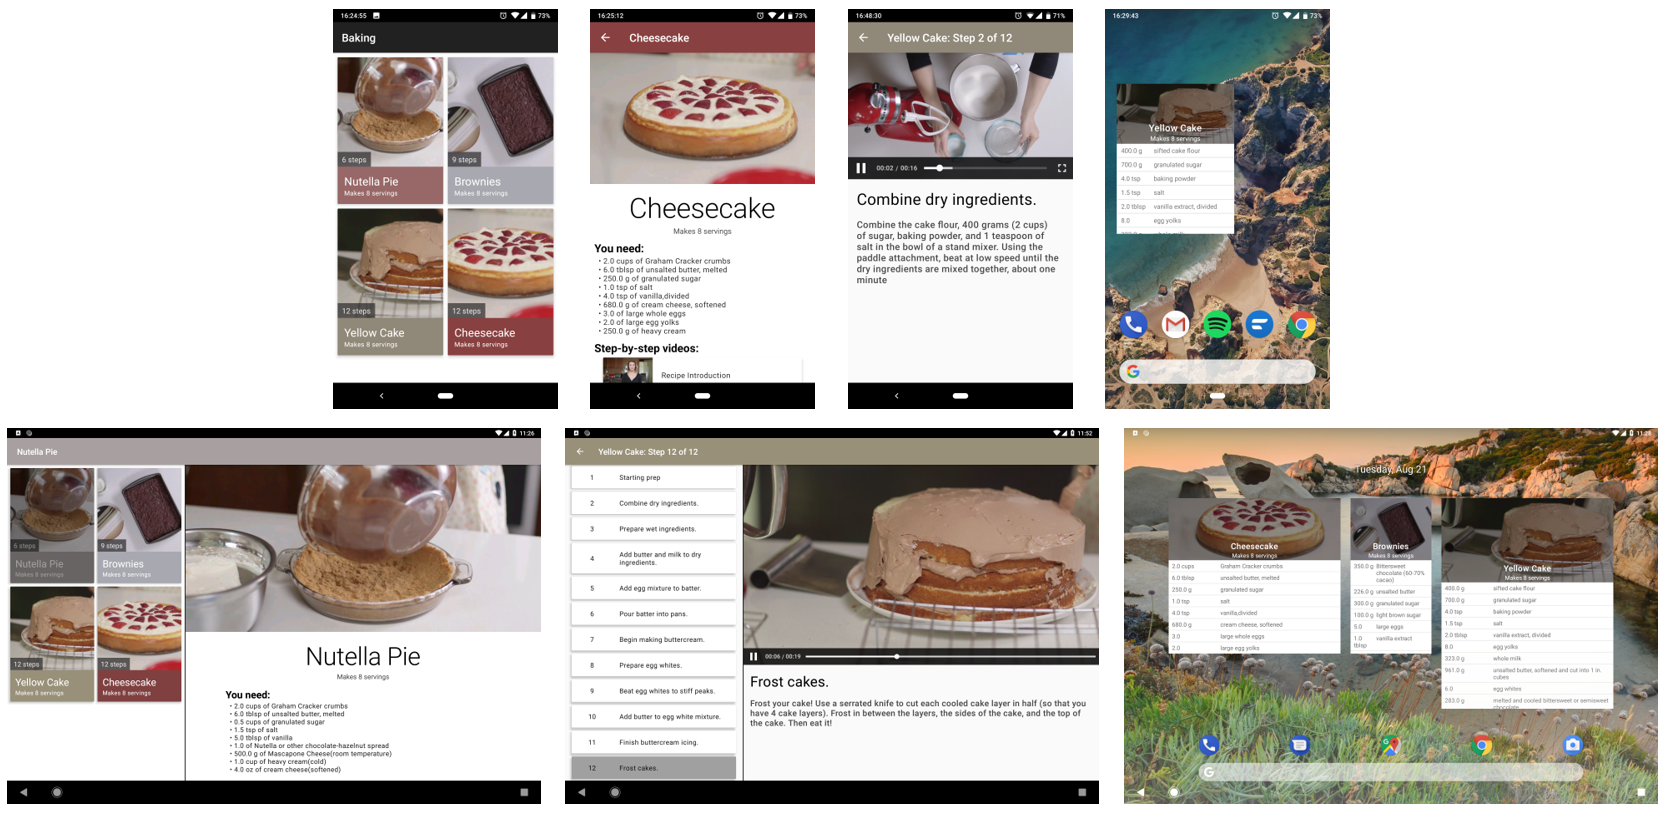 16:24:55
73%
Baking
6 steps
Nutella Pie
Makes 8 servings
9 steps
Brownies
Makes 8 servings
12 steps
Yellow Cake
Makes 8 servings
12 steps
Cheesecake
Makes 8 servings
16:25:12
73%
Cheesecake
Cheesecake
Makes 8 servings
You need:
• 2.0 cups of Graham Cracker crumbs
• 6.0 tblsp of unsalted butter, melted
• 250.0 g of granulated sugar
• 1.0 tsp of salt
• 4.0 tsp of vanilla,divided
• 680.0 g of cream cheese, softened
• 3.0 of large whole eggs
• 2.0 of large egg yolks
• 250.0 g of heavy cream
Step-by-step videos:
Recipe Introduction
16:48:30
71%
Yellow Cake: Step 2 of 12
00:02 / 00:16
Combine dry ingredients.
Combine the cake flour, 400 grams (2 cups)
of sugar, baking powder, and 1 teaspoon of
salt in the bowl of a stand mixer. Using the
paddle attachment, beat at low speed until the
dry ingredients are mixed together, about one
minute
16:29:43
73%
Yellow Cake
Makes 8 servings
400.0 g sifted cake flour
700.0 g granulated sugar
4.0 tsp baking powder
1.5 tsp salt
2.0 tblsp vanilla extract, divided
8.0 egg yolks
11:26
Nutella Pie
6 steps
Nutella Pie
Makes 8 servings
9 steps
Brownies
Makes 8 servings
12 steps
Yellow Cake
Makes 8 servings
12 steps
Cheesecake
Makes 8 servings
Nutella Pie
Makes 8 servings
You need:
• 2.0 cups of Graham Cracker crumbs
• 6.0 tblsp of unsalted butter, melted
• 0.5 cups of granulated sugar
• 1.5 tsp of salt
• 5.0 tblsp of vanilla
• 1.0 of Nutella or other chocolate-hazelnut spread
• 500.0 g of Mascapone Cheese(room temperature)
• 1.0 cup of heavy cream(cold)
• 4.0 oz of cream cheese(softened)
11:52
Yellow Cake: Step 12 of 12
1 Starting prep
2 Combine dry ingredients.
3 Prepare wet ingredients.
4 Add butter and milk to dry
ingredients.
5 Add egg mixture to batter.
6 Pour batter into pans.
7 Begin making buttercream.
8 Prepare egg whites.
9 Beat egg whites to stiff peaks.
10 Add butter to egg white mixture.
11 Finish buttercream icing.
12 Frost cakes.
00:06 / 00:19
Frost cakes.
Frost your cake! Use a serrated knife to cut each cooled cake layer in half (so that you
have 4 cake layers). Frost in between the layers, the sides of the cake, and the top of
the cake. Then eat it!
Tuesday, Aug 21
Cheesecake
Makes 8 servings
2.0 cups Graham Cracker crumbs
6.0 tblsp unsalted butter, melted
250.0 g granulated sugar
1.0 tsp salt
4.0 tsp vanilla,divided
680.0 g cream cheese, softened
3.0 large whole eggs
2.0 large egg yolks
Brownies
Makes 8 servings
350.0 g Bittersweet
chocolate (60-70%
cacao)
226.0 g unsalted butter
300.0 g granulated sugar
100.0 g light brown sugar
5.0 large eggs
1.0 vanilla extract
tblsp
Yellow Cake
Makes 8 servings
400.0 g sifted cake flour
700.0 g granulated sugar
4.0 tsp baking powder
1.5 tsp salt
2.0 tblsp vanilla extract, divided
8.0 egg yolks
323.0 g whole milk
961.0 g unsalted butter, softened and cut into 1 in.
cubes
6.0 egg whites
283.0 g melted and cooled bittersweet or semisweet
chocolate